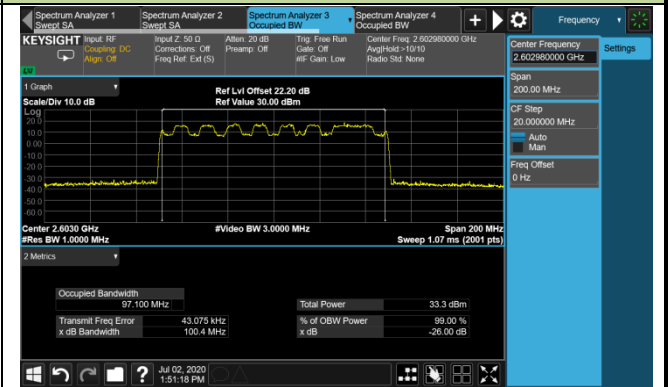 Spectrum Analyzer 1
Swept SA
Spectrum Analyzer 2
Swept SA
Spectrum Analyzer 3
Occupied BW
Spectrum Analyzer 4
Occupied BW
+
Frequency
KEYSIGHT
Input: RF
Coupling: DC
Align: Off
Input Z: 50 Ω
Corrections: Off
Freq Ref: Ext (S)
Atten: 20 dB
Preamp: Off
Trig: Free Run
Gate: Off
#IF Gain: Low
Center Freq: 2.602980000 GHz
Avg|Hold:>10/10
Radio Std: None
Center Frequency
2.602980000 GHz
Settings
Span
200.00 MHz
CF Step
20.000000 MHz
Auto
Man
Freq Offset
0 Hz
1 Graph
Scale/Div 10.0 dB
Ref Lvl Offset 22.20 dB
Ref Value 30.00 dBm
Log
20.0
10.0
0.00
-10.0
-20.0
-30.0
-40.0
-50.0
-60.0
Center 2.6030 GHz
#Res BW 1.0000 MHz
#Video BW 3.0000 MHz
Span 200 MHz
Sweep 1.07 ms (2001 pts)
2 Metrics
Occupied Bandwidth
97.100 MHz
Total Power 33.3 dBm
Transmit Freq Error 43.075 kHz
% of OBW Power 99.00 %
x dB Bandwidth 100.4 MHz
x dB -26.00 dB
?
Jul 02, 2020
1:51:18 PM